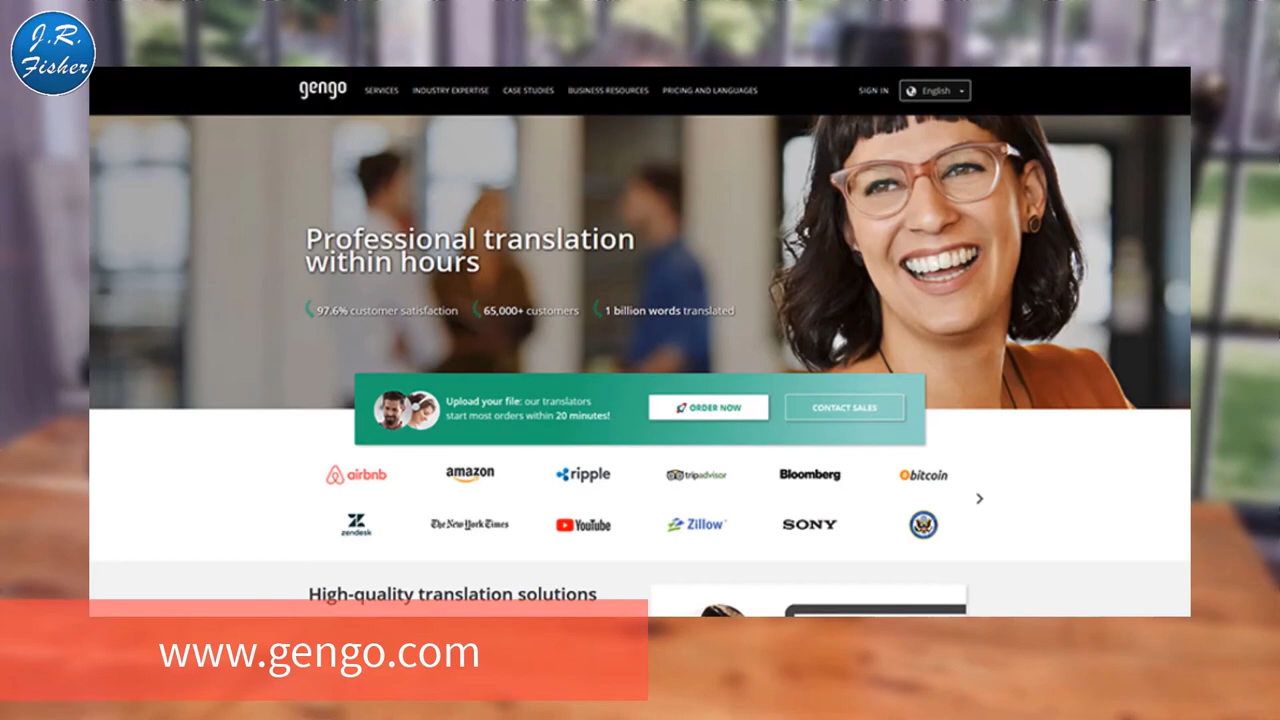 J.R.
Fisher
gengo SERVICES INDUSTRY EXPERTISE CASE STUDIES BUSINESS RESOURCES PRICING AND LANGUAGES SIGN IN English
Professional translation
within hours
97.6% customer satisfaction 65,000+ customers 1 billion words translated
Upload your file: our translators
start most orders within 20 minutes!
ORDER NOW CONTACT SALES
airbnb amazon ripple tripadvisor Bloomberg bitcoin
zendesk The New York Times YouTube Zillow SONY
High-quality translation solutions
www.gengo.com